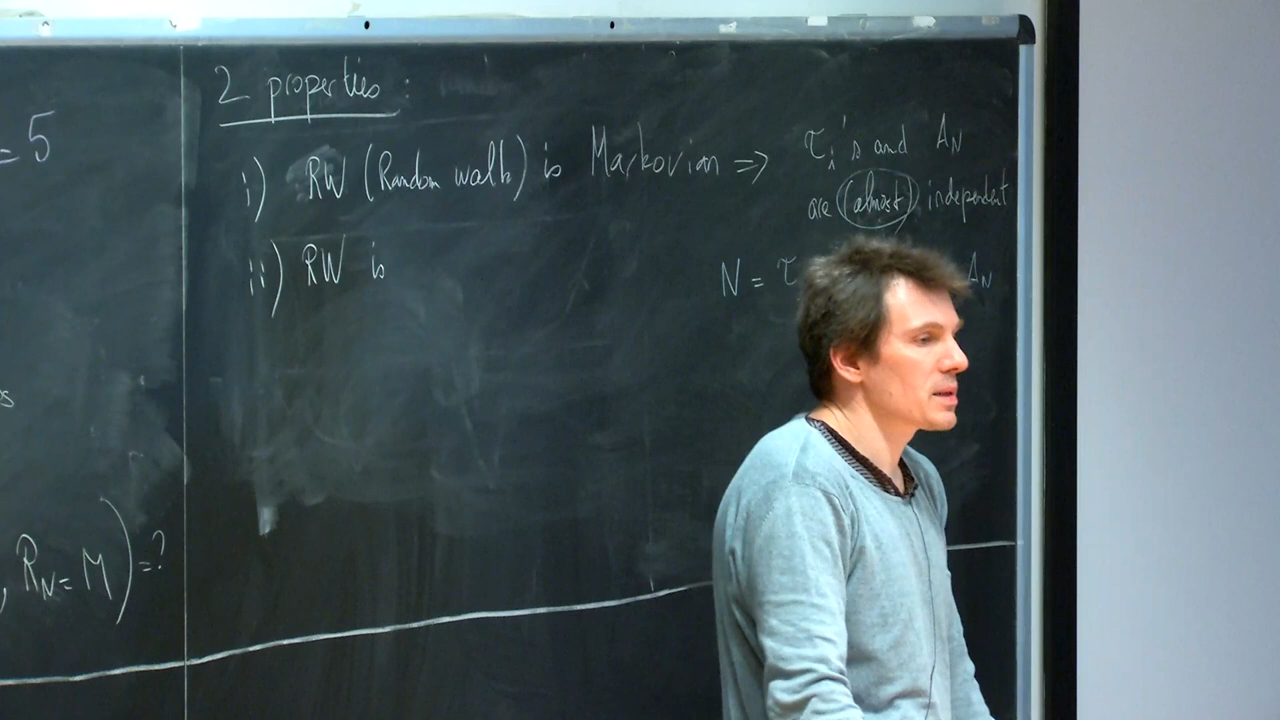 = 5
2 properties :
i) RW (Random walk) is Markovian => τi's and AN
are (almost) independent
ii) RW is
N = τ AN
s
, RN = M) = ?